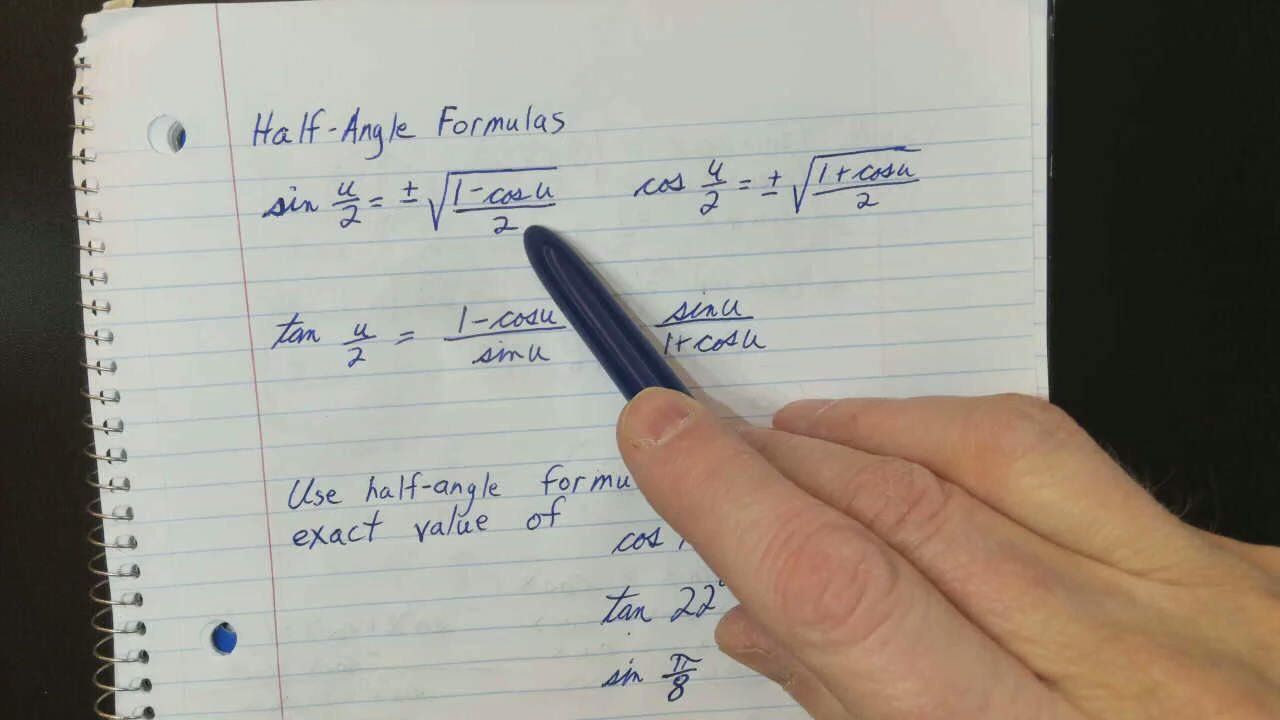 Half-Angle Formulas
sin u/2 = ± √((1 - cos u)/2) cos u/2 = ± √((1 + cos u)/2)
tan u/2 = (1 - cos u)/(sin u) (sin u)/(1 + cos u)
Use half-angle
exact value of
cos
tan 22°
sin π/8